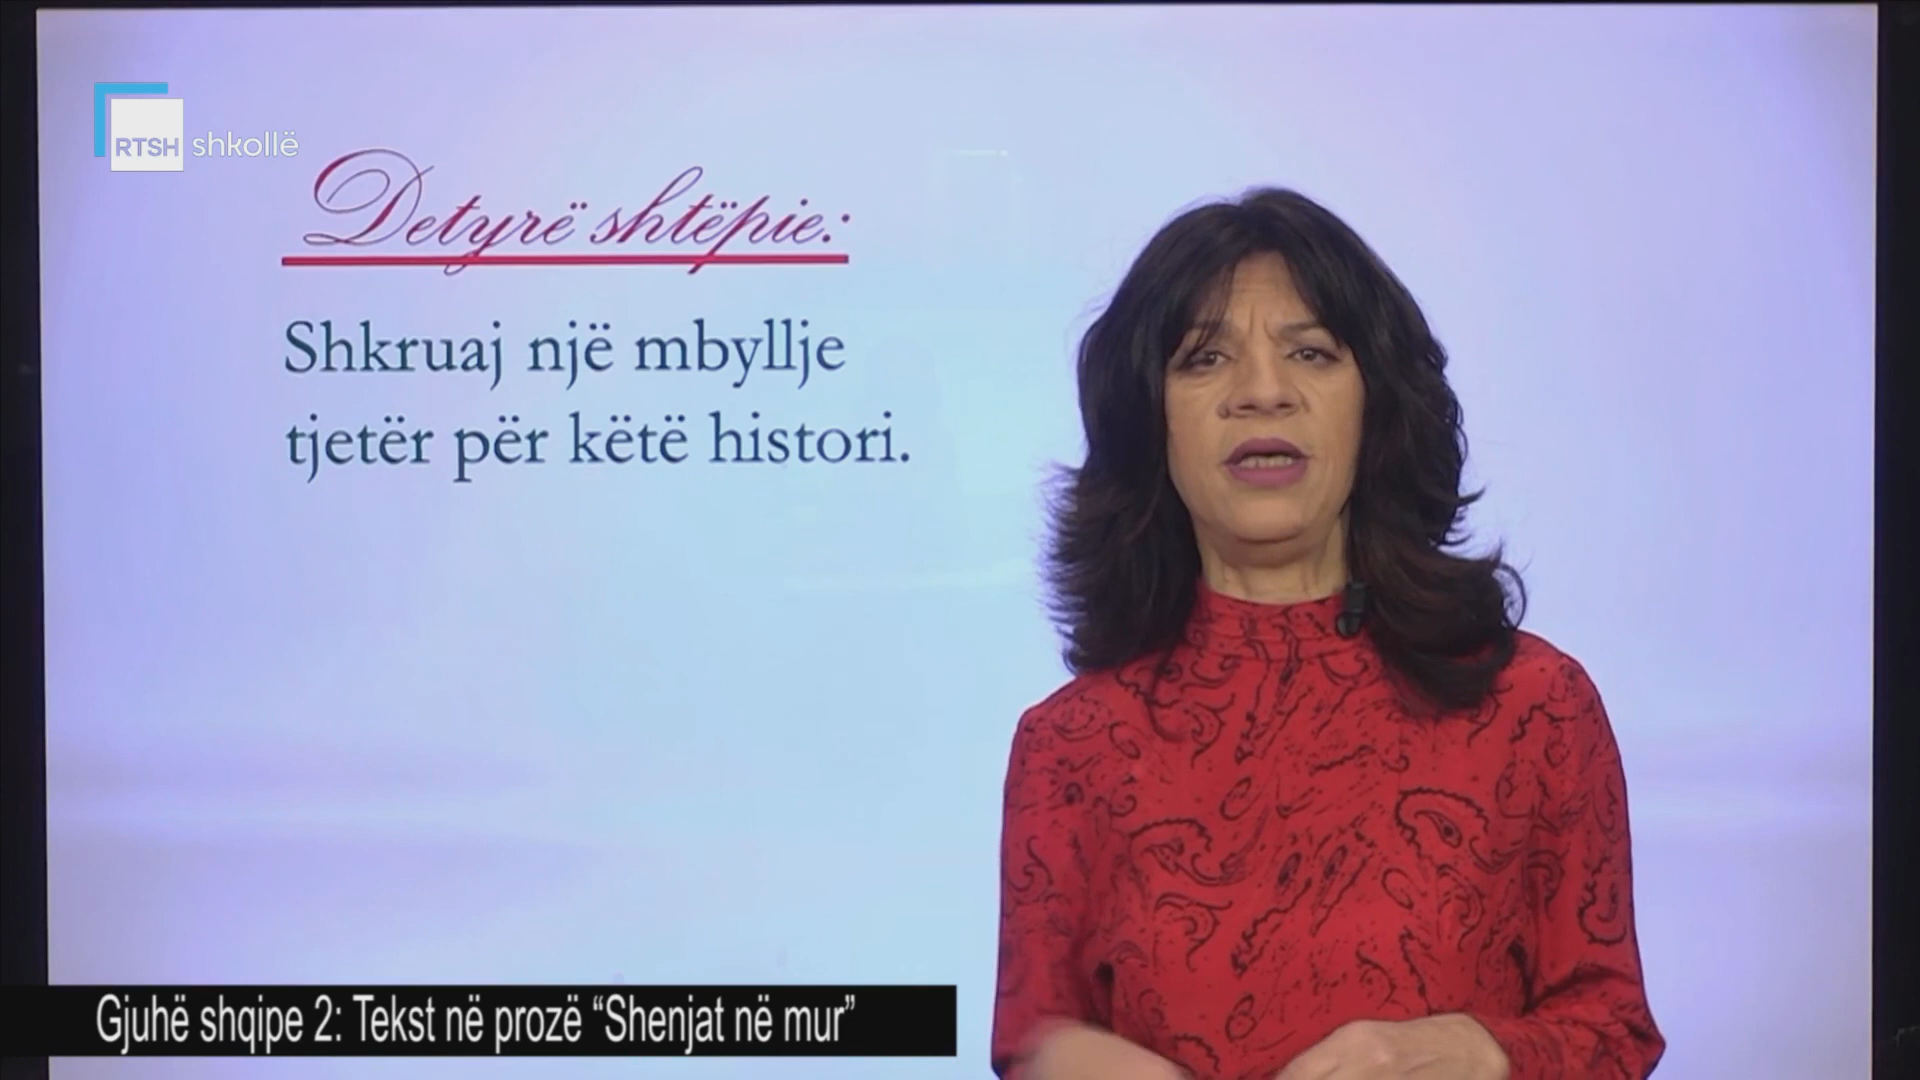 RTSH shkollë
Detyrë shtëpie:
Shkruaj një mbyllje
tjetër për këtë histori.
Gjuhë shqipe 2: Tekst në prozë “Shenjat në mur”